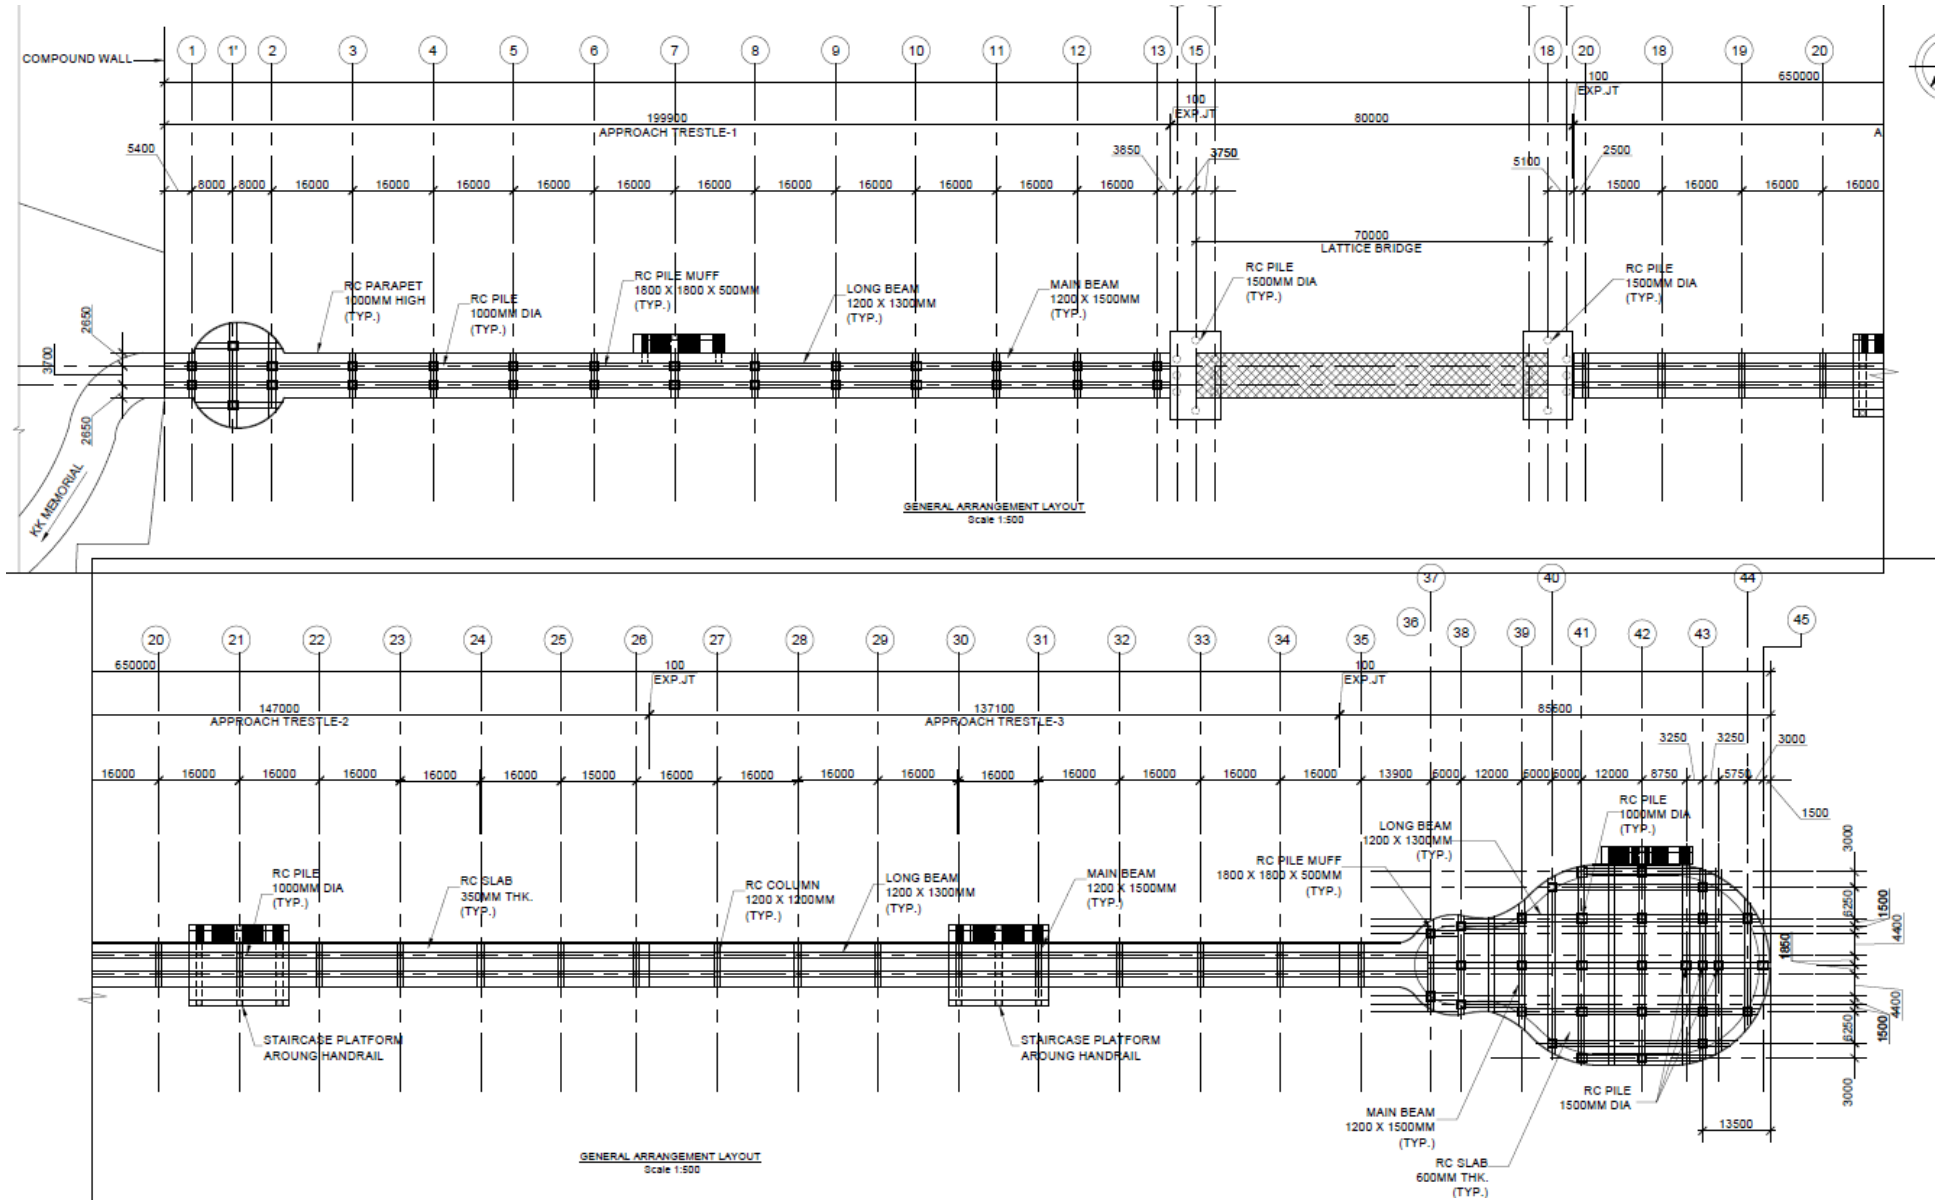 1 1' 2 3 4 5 6 7 8 9 10 11 12 13 15 18 20 18 19 20
COMPOUND WALL
100 650000
EXP.JT
100
EXP.JT
199900 80000
APPROACH TRESTLE-1 A
5400 3850 3750 5100 2500
8000 8000 16000 16000 16000 16000 16000 16000 16000 16000 16000 16000 16000 15000 16000 16000 16000
70000
LATTICE BRIDGE
RC PARAPET
1000MM HIGH
(TYP.)
RC PILE
1000MM DIA
(TYP.)
RC PILE MUFF
1800 X 1800 X 500MM
(TYP.)
LONG BEAM
1200 X 1300MM
(TYP.)
MAIN BEAM
1200 X 1500MM
(TYP.)
RC PILE
1500MM DIA
(TYP.)
RC PILE
1500MM DIA
(TYP.)
2650
3700
2650
KK MEMORIAL
GENERAL ARRANGEMENT LAYOUT
Scale 1:500
37 40 44
20 21 22 23 24 25 26 27 28 29 30 31 32 33 34 35 36 38 39 41 42 43 45
650000 100 100
EXP.JT EXP.JT
147000 137100 85600
APPROACH TRESTLE-2 APPROACH TRESTLE-3
3250 3250 3000
16000 16000 16000 16000 16000 16000 15000 16000 16000 16000 16000 16000 16000 16000 16000 16000 13900 6000 12000 6000 6000 12000 8750 5750
1500
RC PILE
1000MM DIA
(TYP.)
RC SLAB
350MM THK.
(TYP.)
RC COLUMN
1200 X 1200MM
(TYP.)
LONG BEAM
1200 X 1300MM
(TYP.)
MAIN BEAM
1200 X 1500MM
(TYP.)
RC PILE MUFF
1800 X 1800 X 500MM
(TYP.)
LONG BEAM
1200 X 1300MM
(TYP.)
RC PILE
1000MM DIA
(TYP.)
3000
6250
1500
4400
1850
4400
1500
6250
3000
STAIRCASE PLATFORM
AROUNG HANDRAIL
STAIRCASE PLATFORM
AROUNG HANDRAIL
RC PILE
1500MM DIA
13500
MAIN BEAM
1200 X 1500MM
(TYP.)
RC SLAB
600MM THK.
(TYP.)
GENERAL ARRANGEMENT LAYOUT
Scale 1:500